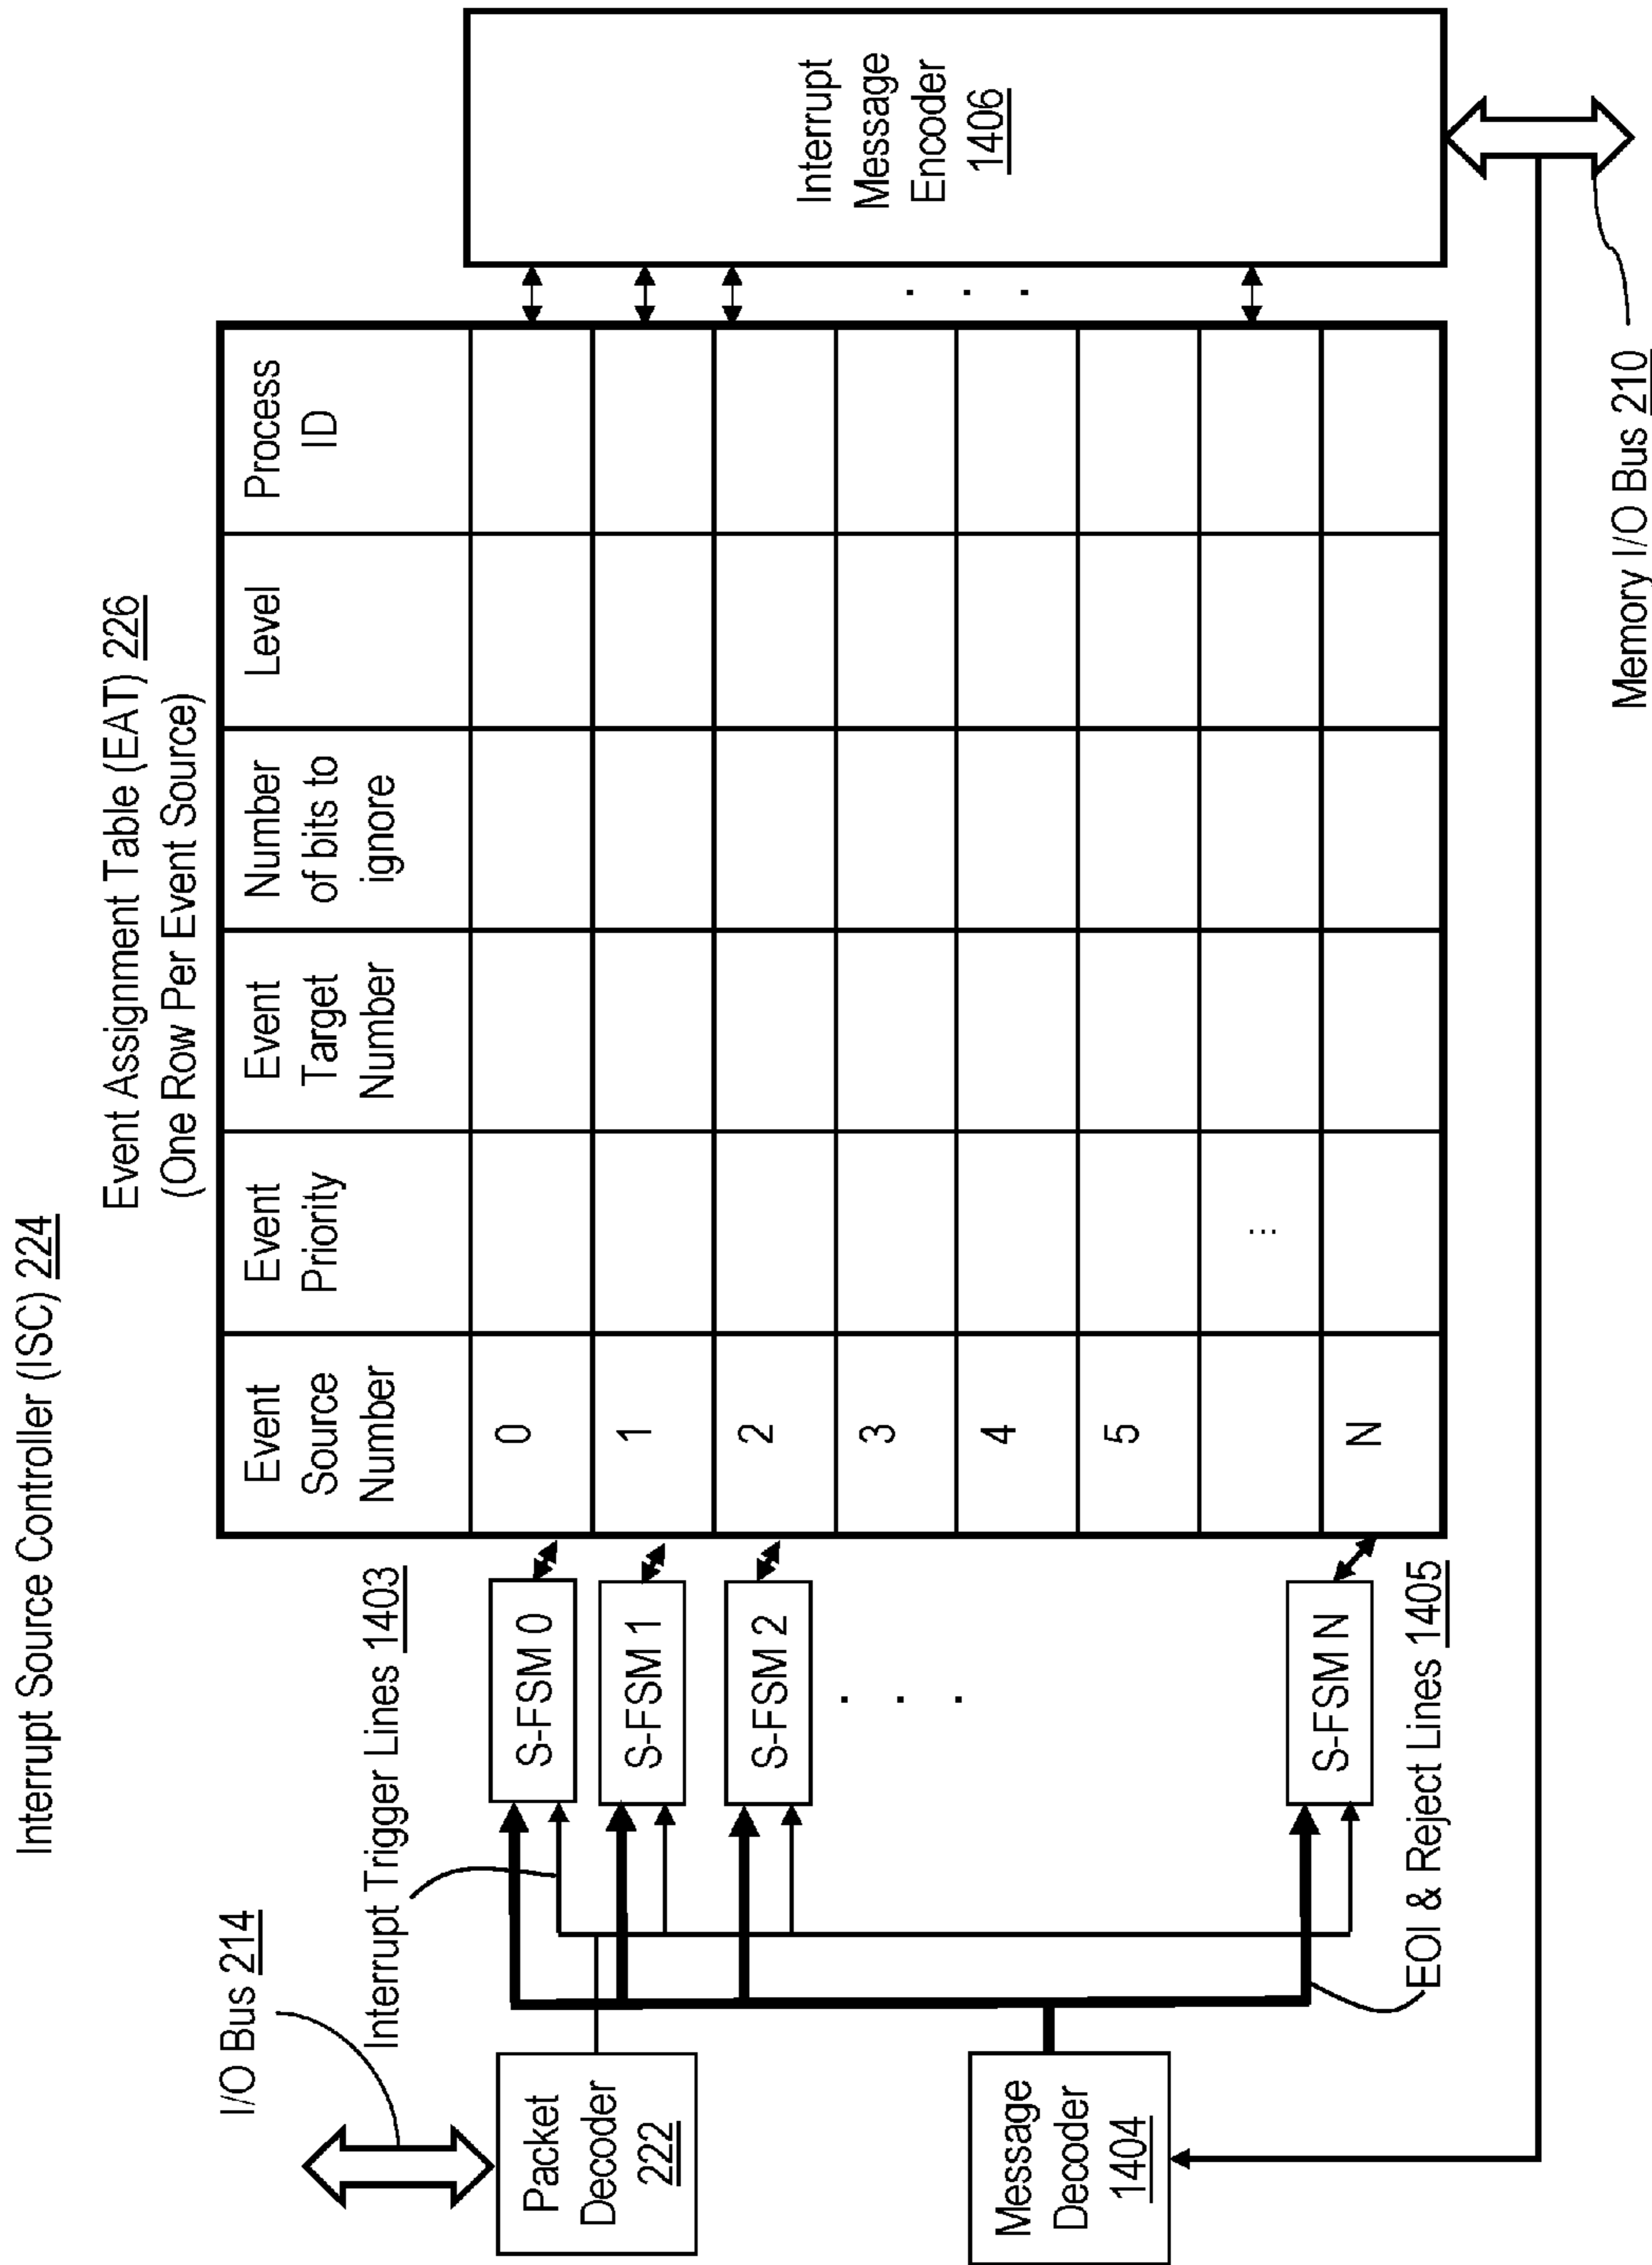 Interrupt Source Controller (ISC) 224
Event Assignment Table (EAT) 226
(One Row Per Event Source)
I/O Bus 214
Interrupt Trigger Lines 1403
Packet
Decoder
222
Message
Decoder
1404
S-FSM 0
S-FSM 1
S-FSM 2
. . .
S-FSM N
EOI & Reject Lines 1405
Event
Source
Number
Event
Priority
Event
Target
Number
Number
of bits to
ignore
Level
Process
ID
0
1
2
3
4
5
...
N
. . .
Interrupt
Message
Encoder
1406
Memory I/O Bus 210